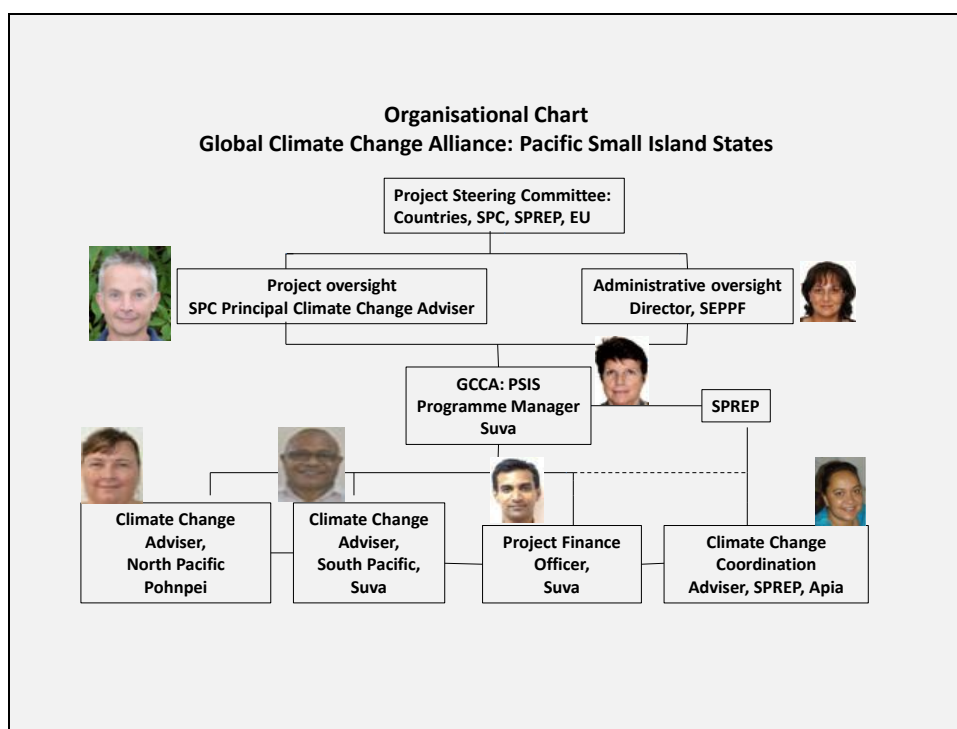 Organisational Chart
Global Climate Change Alliance: Pacific Small Island States
Project Steering Committee:
Countries, SPC, SPREP, EU
Project oversight
SPC Principal Climate Change Adviser
Administrative oversight
Director, SEPPF
GCCA: PSIS
Programme Manager
Suva
SPREP
Climate Change
Adviser,
North Pacific
Pohnpei
Climate Change
Adviser,
South Pacific,
Suva
Project Finance
Officer,
Suva
Climate Change
Coordination
Adviser, SPREP, Apia